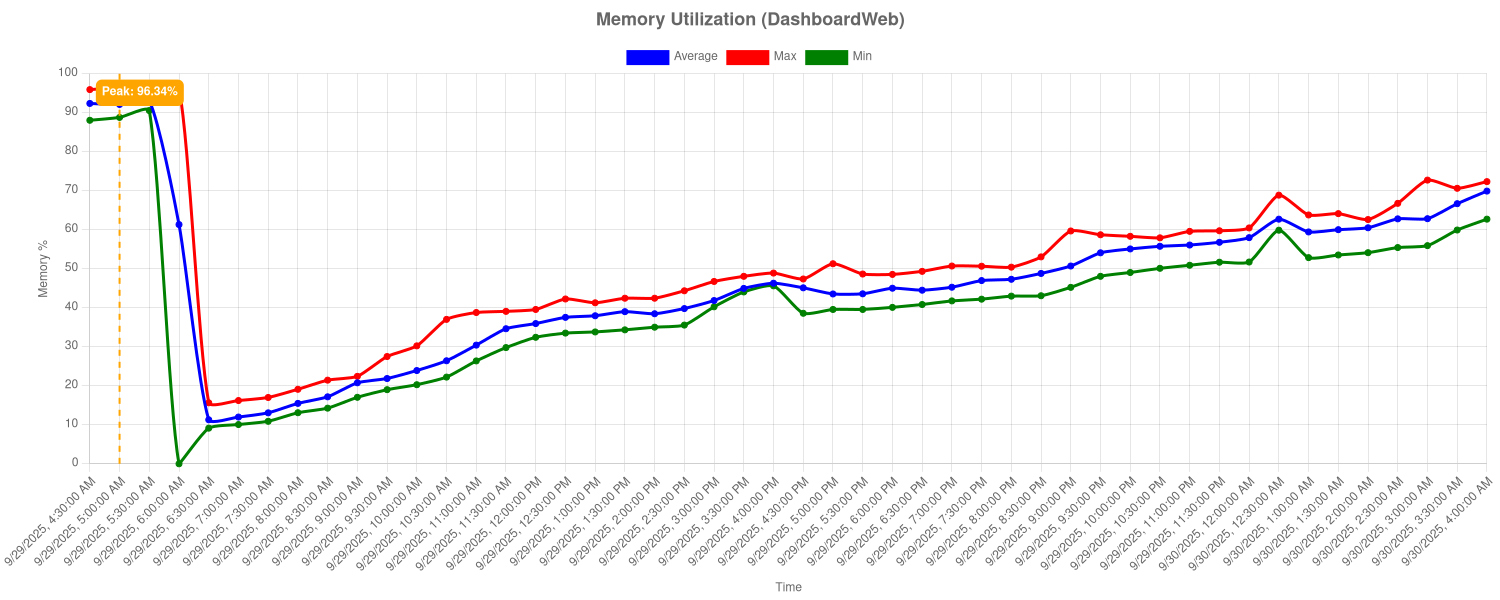 Memory Utilization (DashboardWeb)
Average Max Min
Peak: 96.34%
Memory %
100
90
80
70
60
50
40
30
20
10
0
9/29/2025, 4:30:00 AM
9/29/2025, 5:00:00 AM
9/29/2025, 5:30:00 AM
9/29/2025, 6:00:00 AM
9/29/2025, 6:30:00 AM
9/29/2025, 7:00:00 AM
9/29/2025, 7:30:00 AM
9/29/2025, 8:00:00 AM
9/29/2025, 8:30:00 AM
9/29/2025, 9:00:00 AM
9/29/2025, 9:30:00 AM
9/29/2025, 10:00:00 AM
9/29/2025, 10:30:00 AM
9/29/2025, 11:00:00 AM
9/29/2025, 11:30:00 AM
9/29/2025, 12:00:00 PM
9/29/2025, 12:30:00 PM
9/29/2025, 1:00:00 PM
9/29/2025, 1:30:00 PM
9/29/2025, 2:00:00 PM
9/29/2025, 2:30:00 PM
9/29/2025, 3:00:00 PM
9/29/2025, 3:30:00 PM
9/29/2025, 4:00:00 PM
9/29/2025, 4:30:00 PM
9/29/2025, 5:00:00 PM
9/29/2025, 5:30:00 PM
9/29/2025, 6:00:00 PM
9/29/2025, 6:30:00 PM
9/29/2025, 7:00:00 PM
9/29/2025, 7:30:00 PM
9/29/2025, 8:00:00 PM
9/29/2025, 8:30:00 PM
9/29/2025, 9:00:00 PM
9/29/2025, 9:30:00 PM
9/29/2025, 10:00:00 PM
9/29/2025, 10:30:00 PM
9/29/2025, 11:00:00 PM
9/29/2025, 11:30:00 PM
9/30/2025, 12:00:00 AM
9/30/2025, 12:30:00 AM
9/30/2025, 1:00:00 AM
9/30/2025, 1:30:00 AM
9/30/2025, 2:00:00 AM
9/30/2025, 2:30:00 AM
9/30/2025, 3:00:00 AM
9/30/2025, 3:30:00 AM
9/30/2025, 4:00:00 AM
Time